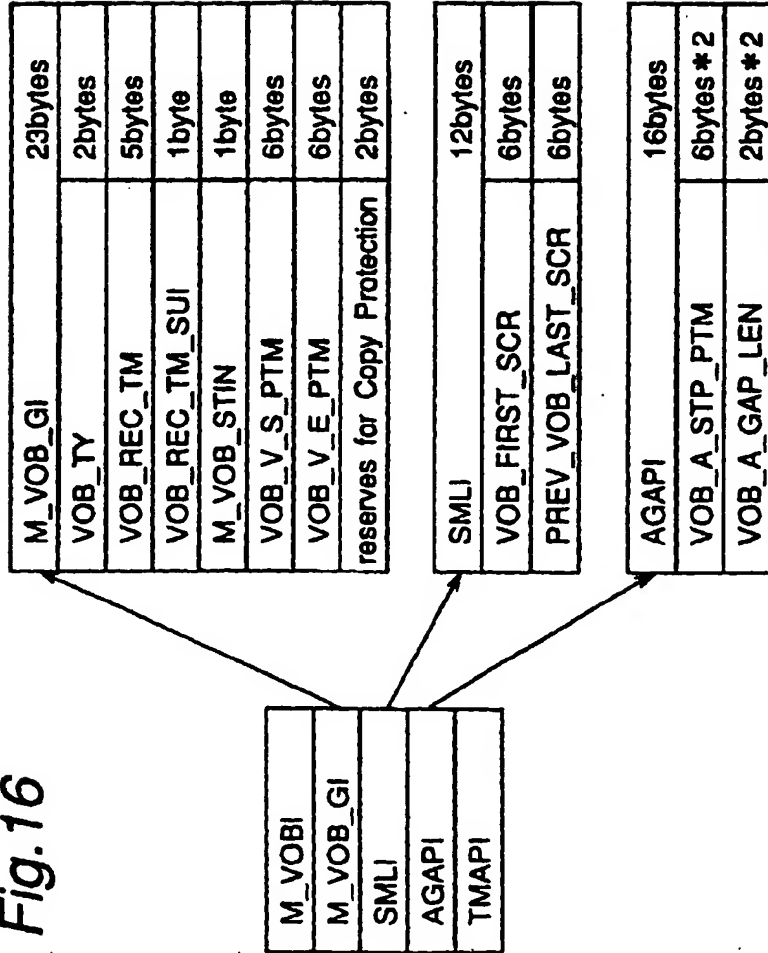 Fig.16
M_VOBI
M_VOB_GI
SMLI
AGAPI
TMAPI
M_VOB_GI 23bytes
VOB_TY 2bytes
VOB_REC_TM 5bytes
VOB_REC_TM_SUI 1byte
M_VOB_STIN 1byte
VOB_V_S_PTM 6bytes
VOB_V_E_PTM 6bytes
reserves for Copy Protection 2bytes
SMLI 12bytes
VOB_FIRST_SCR 6bytes
PREV_VOB_LAST_SCR 6bytes
AGAPI 16bytes
VOB_A_STP_PTM 6bytes*2
VOB_A_GAP_LEN 2bytes*2